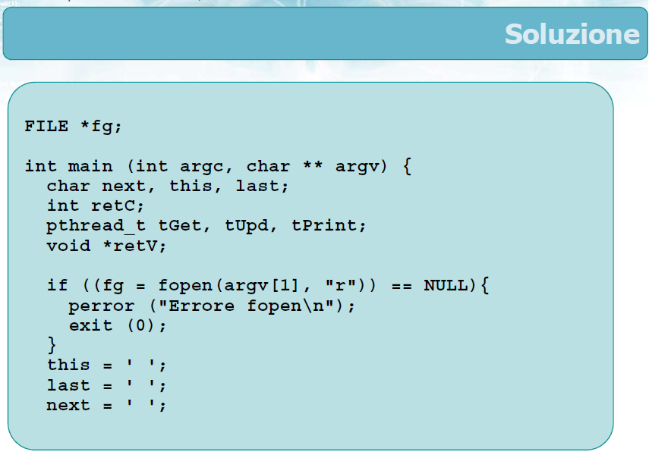 Soluzione
FILE *fg;
int main (int argc, char ** argv) {
char next, this, last;
int retC;
pthread_t tGet, tUpd, tPrint;
void *retV;
if ((fg = fopen(argv[1], "r")) == NULL){
perror ("Errore fopen\n");
exit (0);
}
this = ' ';
last = ' ';
next = ' ';